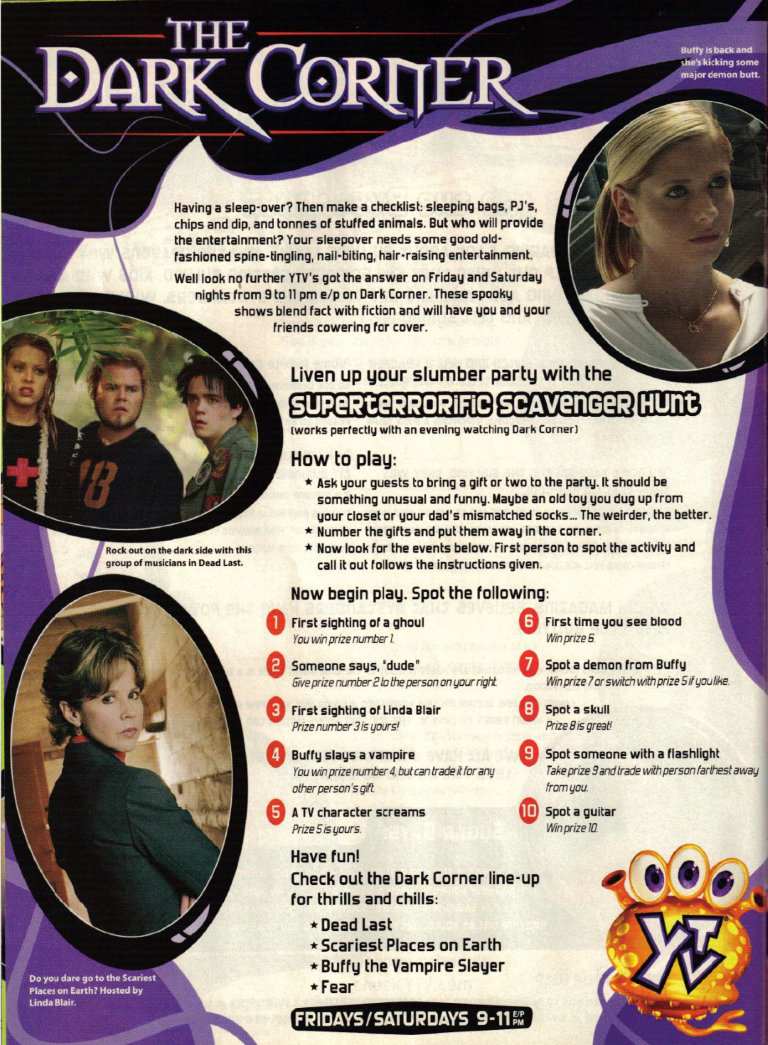 THE
DARK CORNER
Buffy is back and
she's kicking some
major demon butt.
Having a sleep-over? Then make a checklist: sleeping bags, PJ's,
chips and dip, and tonnes of stuffed animals. But who will provide
the entertainment? Your sleepover needs some good old-
fashioned spine-tingling, nail-biting, hair-raising entertainment.
Well look no further YTV's got the answer on Friday and Saturday
nights from 9 to 11 pm e/p on Dark Corner. These spooky
shows blend fact with fiction and will have you and your
friends cowering for cover.
Liven up your slumber party with the
SUPERTERRORIFIC SCAVENGER HUNT
(works perfectly with an evening watching Dark Corner)
How to play:
★ Ask your guests to bring a gift or two to the party. It should be
something unusual and funny. Maybe an old toy you dug up from
your closet or your dad's mismatched socks... The weirder, the better.
★ Number the gifts and put them away in the corner.
★ Now look for the events below. First person to spot the activity and
call it out follows the instructions given.
18
Rock out on the dark side with this
group of musicians in Dead Last.
Now begin play. Spot the following:
1 First sighting of a ghoul
You win prize number 1.
2 Someone says, "dude"
Give prize number 2 to the person on your right.
3 First sighting of Linda Blair
Prize number 3 is yours!
4 Buffy slays a vampire
You win prize number 4, but can trade it for any
other person's gift.
5 A TV character screams
Prize 5 is yours.
6 First time you see blood
Win prize 6.
7 Spot a demon from Buffy
Win prize 7 or switch with prize 5 if you like.
8 Spot a skull
Prize 8 is great!
9 Spot someone with a flashlight
Take prize 9 and trade with person farthest away
from you.
10 Spot a guitar
Win prize 10.
Have fun!
Check out the Dark Corner line-up
for thrills and chills:
★ Dead Last
★ Scariest Places on Earth
★ Buffy the Vampire Slayer
★ Fear
YTV
Do you dare go to the Scariest
Places on Earth? Hosted by
Linda Blair.
FRIDAYS/SATURDAYS 9-11 E/P PM